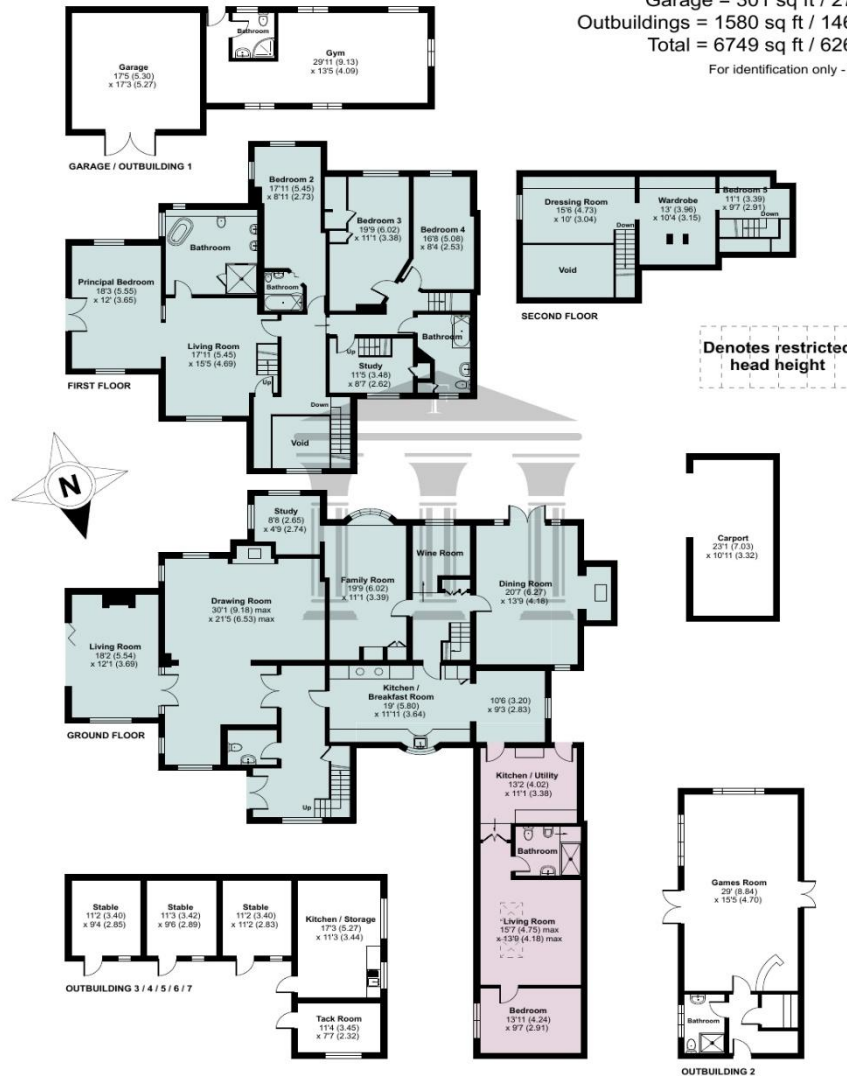 Garage = 301 sq ft / 27
Outbuildings = 1580 sq ft / 146
Total = 6749 sq ft / 626
For identification only -
Garage
17'5 (5.30)
x 17'3 (5.27)
Bathroom
Gym
29'11 (9.13)
x 13'5 (4.09)
GARAGE / OUTBUILDING 1
Bedroom 2
17'11 (5.45)
x 8'11 (2.73)
Bedroom 3
19'9 (6.02)
x 11'1 (3.38)
Bedroom 4
16'8 (5.08)
x 8'4 (2.53)
Bathroom
Principal Bedroom
18'3 (5.55)
x 12' (3.65)
Bathroom
Living Room
17'11 (5.45)
x 15'5 (4.69)
Up
Up
Study
11'5 (3.48)
x 8'7 (2.62)
Bathroom
Down
Void
FIRST FLOOR
Dressing Room
15'6 (4.73)
x 10' (3.04)
Down
Wardrobe
13' (3.96)
x 10'4 (3.15)
Bedroom 5
11'1 (3.39)
x 9'7 (2.91)
Down
Void
SECOND FLOOR
Denotes restricted
head height
N
Study
8'8 (2.65)
x 4'9 (2.74)
Drawing Room
30'1 (9.18) max
x 21'5 (6.53) max
Living Room
18'2 (5.54)
x 12'1 (3.69)
Family Room
19'9 (6.02)
x 11'1 (3.39)
Wine Room
Dining Room
20'7 (6.27)
x 13'9 (4.18)
Kitchen /
Breakfast Room
19' (5.80)
x 11'11 (3.64)
10'6 (3.20)
x 9'3 (2.83)
Up
GROUND FLOOR
Carport
23'1 (7.03)
x 10'11 (3.32)
Kitchen / Utility
13'2 (4.02)
x 11'1 (3.38)
Bathroom
Living Room
15'7 (4.75) max
x 13'9 (4.18) max
Bedroom
13'11 (4.24)
x 9'7 (2.91)
Stable
11'2 (3.40)
x 9'4 (2.85)
Stable
11'3 (3.42)
x 9'6 (2.89)
Stable
11'2 (3.40)
x 11'2 (2.83)
Kitchen / Storage
17'3 (5.27)
x 11'3 (3.44)
OUTBUILDING 3 / 4 / 5 / 6 / 7
Tack Room
11'4 (3.45)
x 7'7 (2.32)
Games Room
29' (8.84)
x 15'5 (4.70)
Bathroom
OUTBUILDING 2